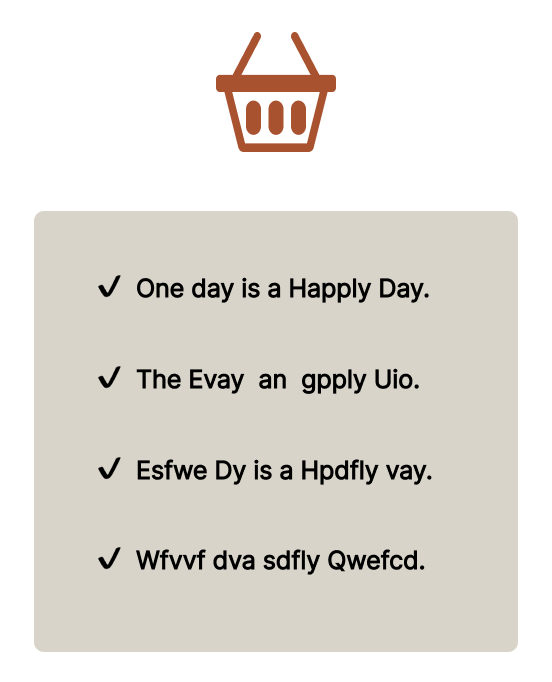 ✓ One day is a Happly Day.
✓ The Evay  an  gpply Uio.
✓ Esfwe Dy is a Hpdfly vay.
✓ Wfvvf dva sdfly Qwefcd.